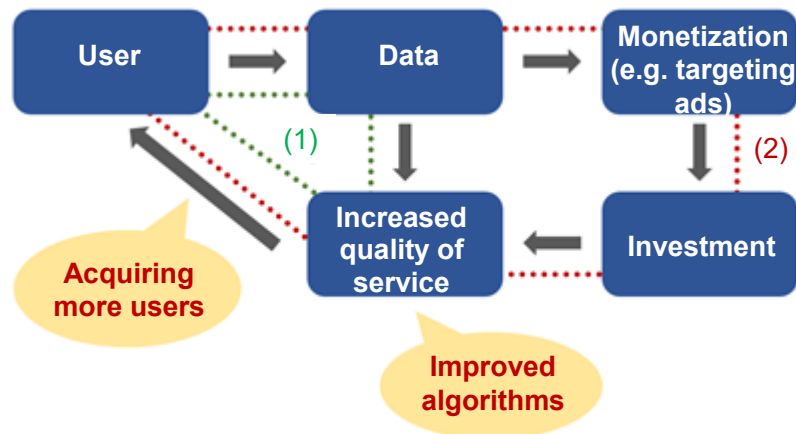 User
Data
Monetization
(e.g. targeting
ads)
(1)
(2)
Increased
quality of
service
Investment
Acquiring
more users
Improved
algorithms